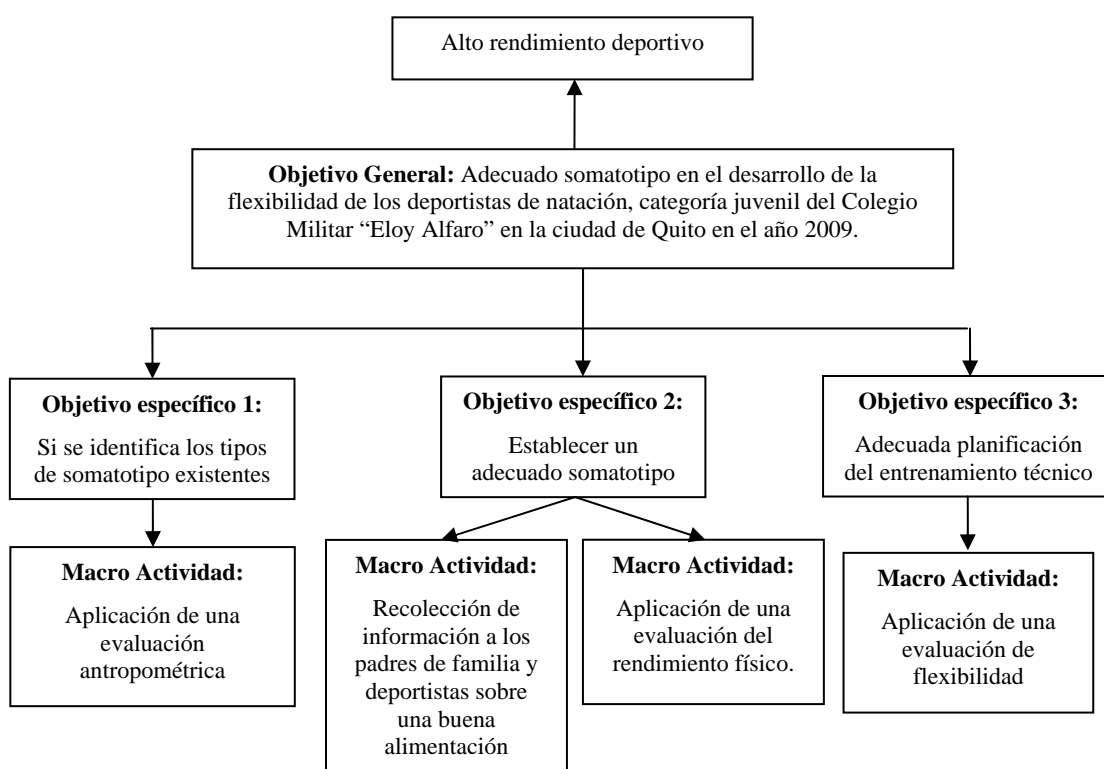 Alto rendimiento deportivo
Objetivo General: Adecuado somatotipo en el desarrollo de la
flexibilidad de los deportistas de natación, categoría juvenil del Colegio
Militar “Eloy Alfaro” en la ciudad de Quito en el año 2009.
Objetivo específico 1:
Si se identifica los tipos
de somatotipo existentes
Objetivo específico 2:
Establecer un
adecuado somatotipo
Objetivo específico 3:
Adecuada planificación
del entrenamiento técnico
Macro Actividad:
Aplicación de una
evaluación
antropométrica
Macro Actividad:
Recolección de
información a los
padres de familia y
deportistas sobre
una buena
alimentación
Macro Actividad:
Aplicación de una
evaluación del
rendimiento físico.
Macro Actividad:
Aplicación de una
evaluación de
flexibilidad